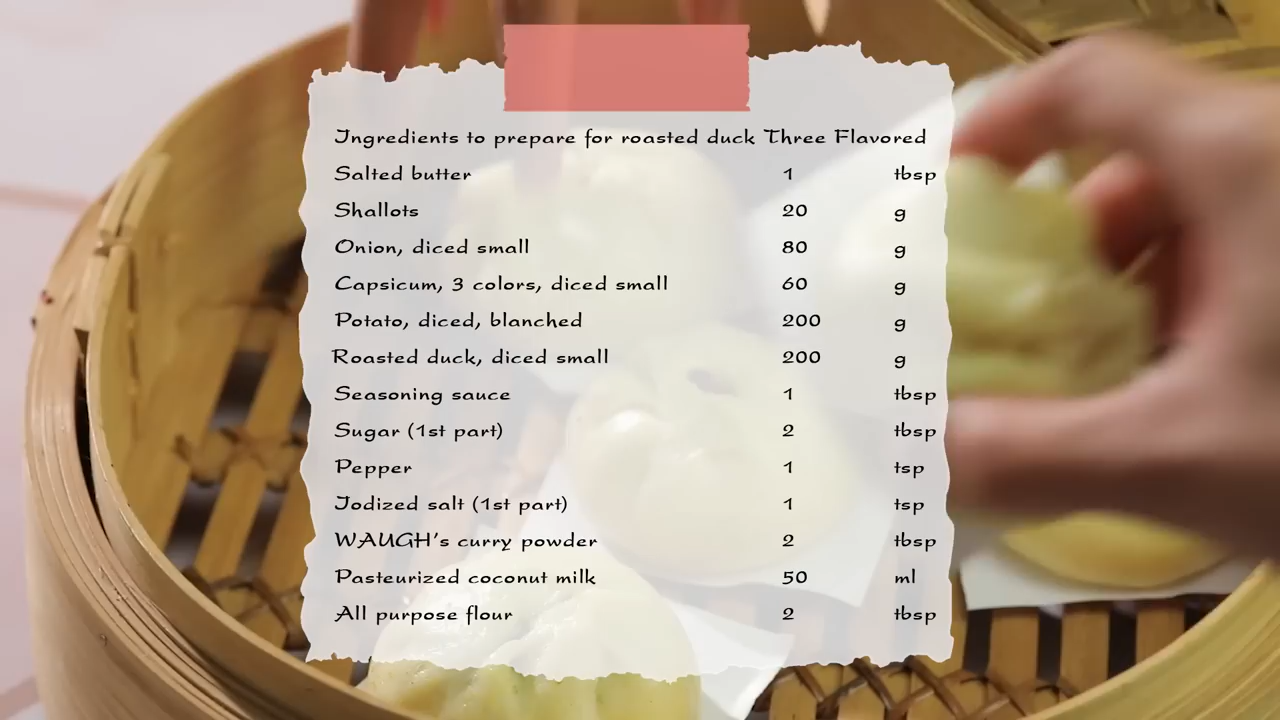 Ingredients to prepare for roasted duck Three Flavored
Salted butter 1 tbsp
Shallots 20 g
Onion, diced small 80 g
Capsicum, 3 colors, diced small 60 g
Potato, diced, blanched 200 g
Roasted duck, diced small 200 g
Seasoning sauce 1 tbsp
Sugar (1st part) 2 tbsp
Pepper 1 tsp
Iodized salt (1st part) 1 tsp
WAUGH's curry powder 2 tbsp
Pasteurized coconut milk 50 ml
All purpose flour 2 tbsp